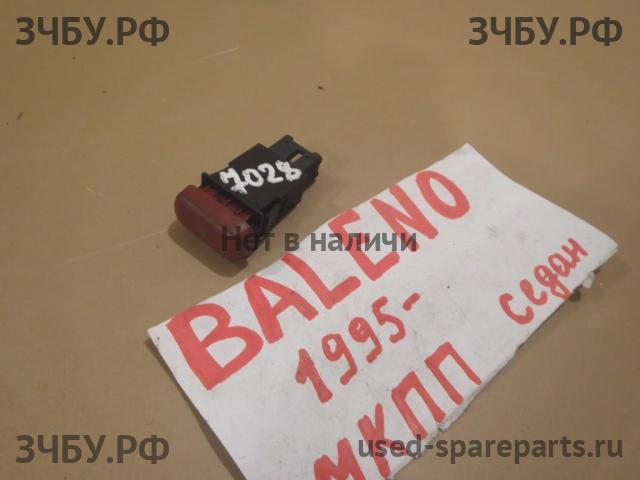 ЗЧБУ.РФ
ЗЧБУ.РФ
7028
Нет в наличи
BALENO
1995-
седан
МКПП
ЗЧБУ.РФ
used-spareparts.ru